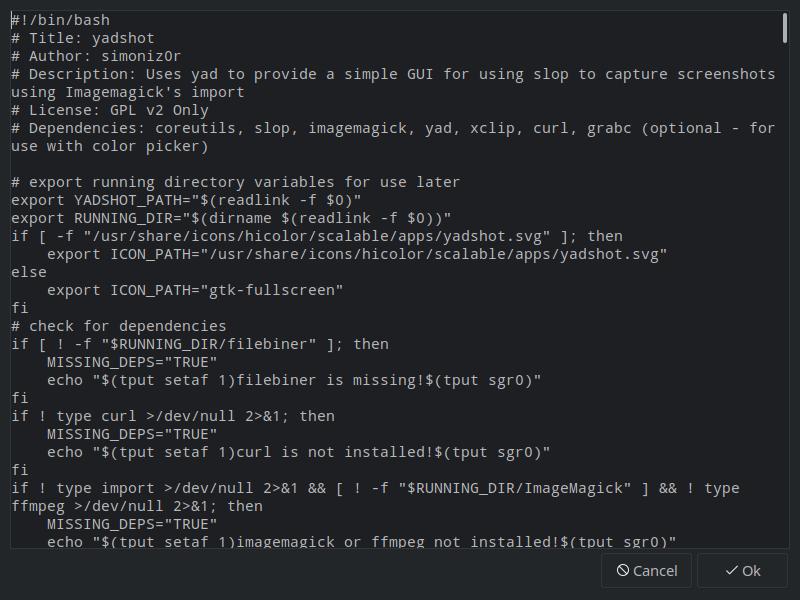 #!/bin/bash
# Title: yadshot
# Author: simoniz0r
# Description: Uses yad to provide a simple GUI for using slop to capture screenshots
using Imagemagick's import
# License: GPL v2 Only
# Dependencies: coreutils, slop, imagemagick, yad, xclip, curl, grabc (optional - for
use with color picker)

# export running directory variables for use later
export YADSHOT_PATH="$(readlink -f $0)"
export RUNNING_DIR="$(dirname $(readlink -f $0))"
if [ -f "/usr/share/icons/hicolor/scalable/apps/yadshot.svg" ]; then
    export ICON_PATH="/usr/share/icons/hicolor/scalable/apps/yadshot.svg"
else
    export ICON_PATH="gtk-fullscreen"
fi
# check for dependencies
if [ ! -f "$RUNNING_DIR/filebiner" ]; then
    MISSING_DEPS="TRUE"
    echo "$(tput setaf 1)filebiner is missing!$(tput sgr0)"
fi
if ! type curl >/dev/null 2>&1; then
    MISSING_DEPS="TRUE"
    echo "$(tput setaf 1)curl is not installed!$(tput sgr0)"
fi
if ! type import >/dev/null 2>&1 && [ ! -f "$RUNNING_DIR/ImageMagick" ] && ! type
ffmpeg >/dev/null 2>&1; then
    MISSING_DEPS="TRUE"
    echo "$(tput setaf 1)imagemagick or ffmpeg not installed!$(tput sgr0)"
Cancel
Ok